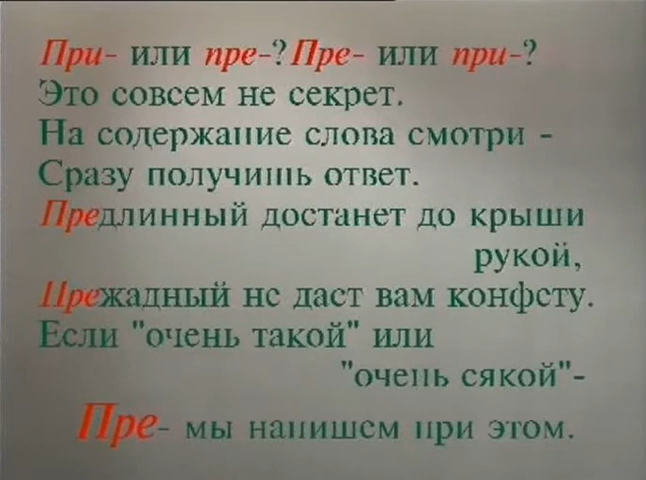 При- или пре-? Пре- или при-?
Это совсем не секрет.
На содержание слова смотри -
Сразу получишь ответ.
Предлинный достанет до крыши
рукой,
Прежадный не даст вам конфету.
Если "очень такой" или
"очень сякой"-
Пре- мы напишем при этом.